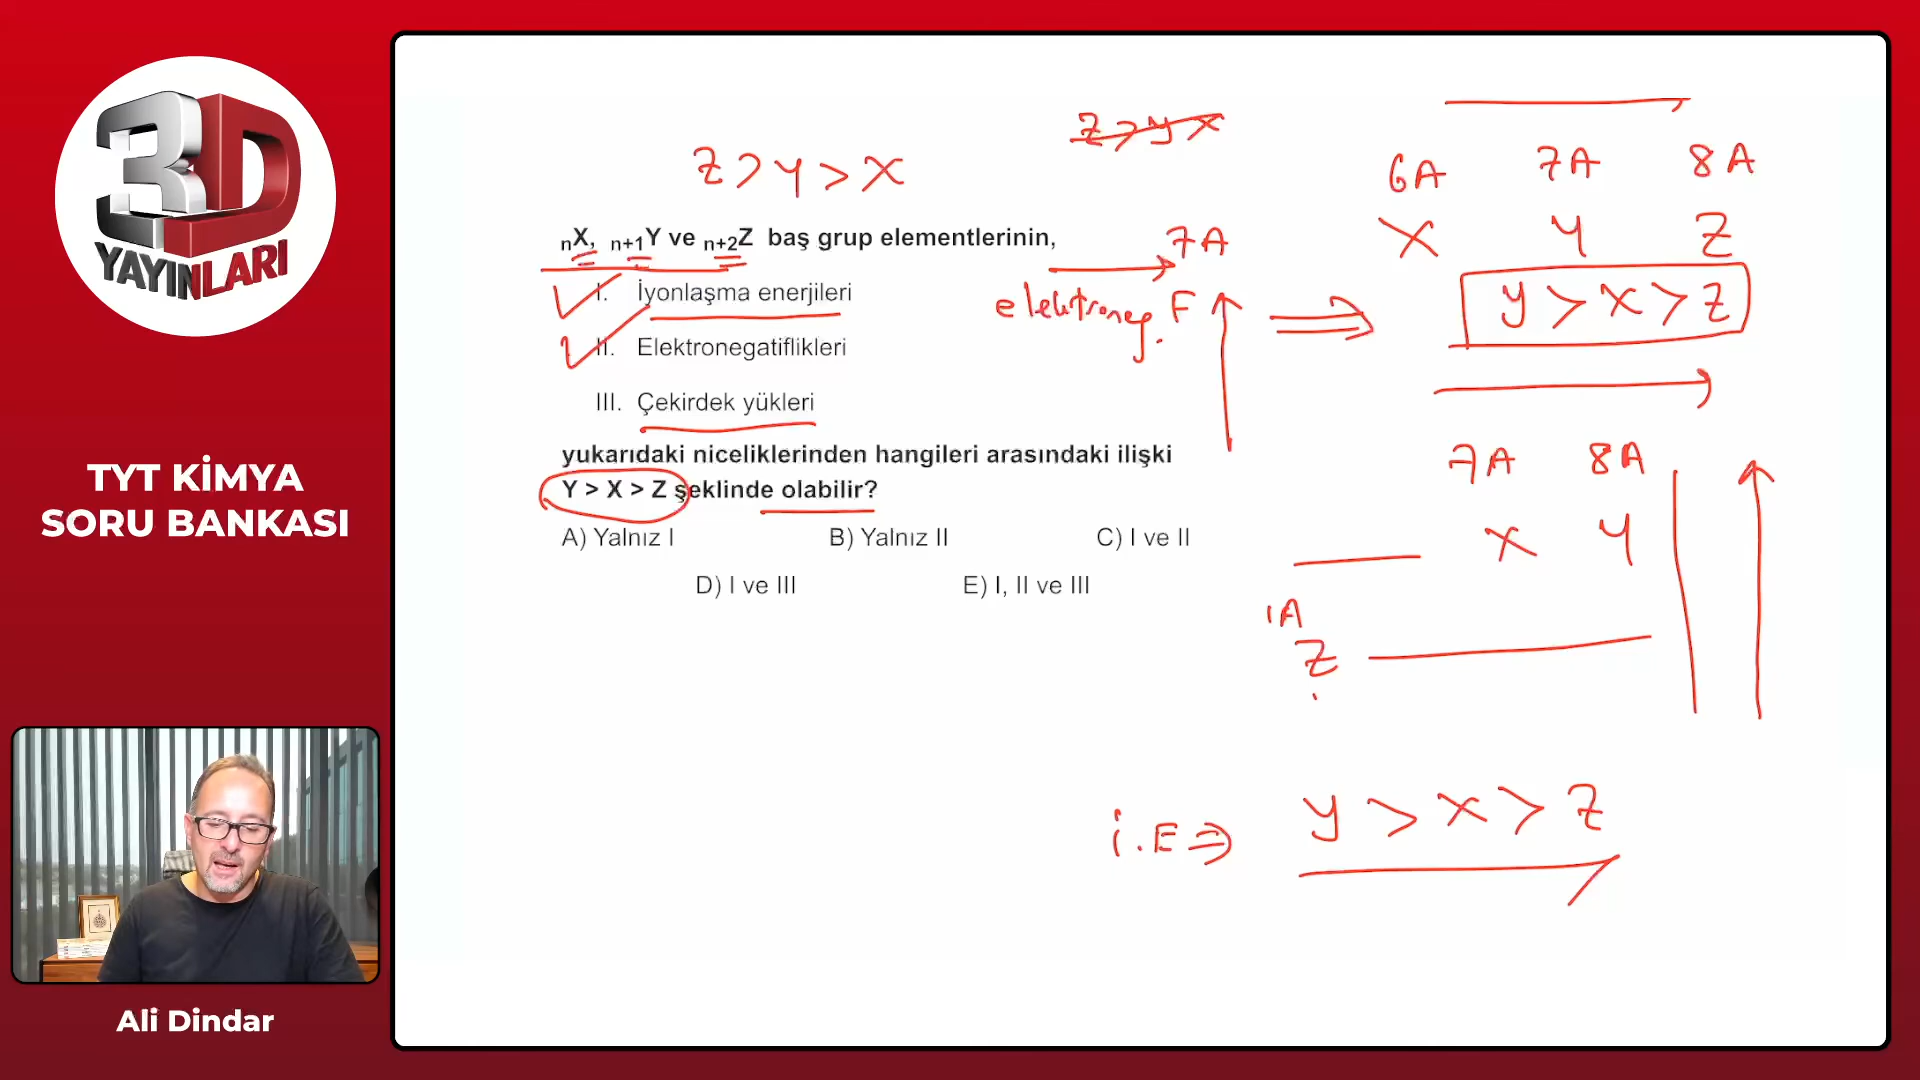 3D
YAYINLARI
TYT KİMYA
SORU BANKASI
Ali Dindar
Z > Y > X
Z > Y X
nX, n+1Y ve n+2Z baş grup elementlerinin,
I. İyonlaşma enerjileri
II. Elektronegatiflikleri
III. Çekirdek yükleri
yukarıdaki niceliklerinden hangileri arasındaki ilişki
Y > X > Z şeklinde olabilir?
A) Yalnız I B) Yalnız II C) I ve II
D) I ve III E) I, II ve III
7A
elektroneg. F
6A 7A 8A
X Y Z
Y > X > Z
7A 8A
X Y
1A
Z
i.E ⇒ Y > X > Z